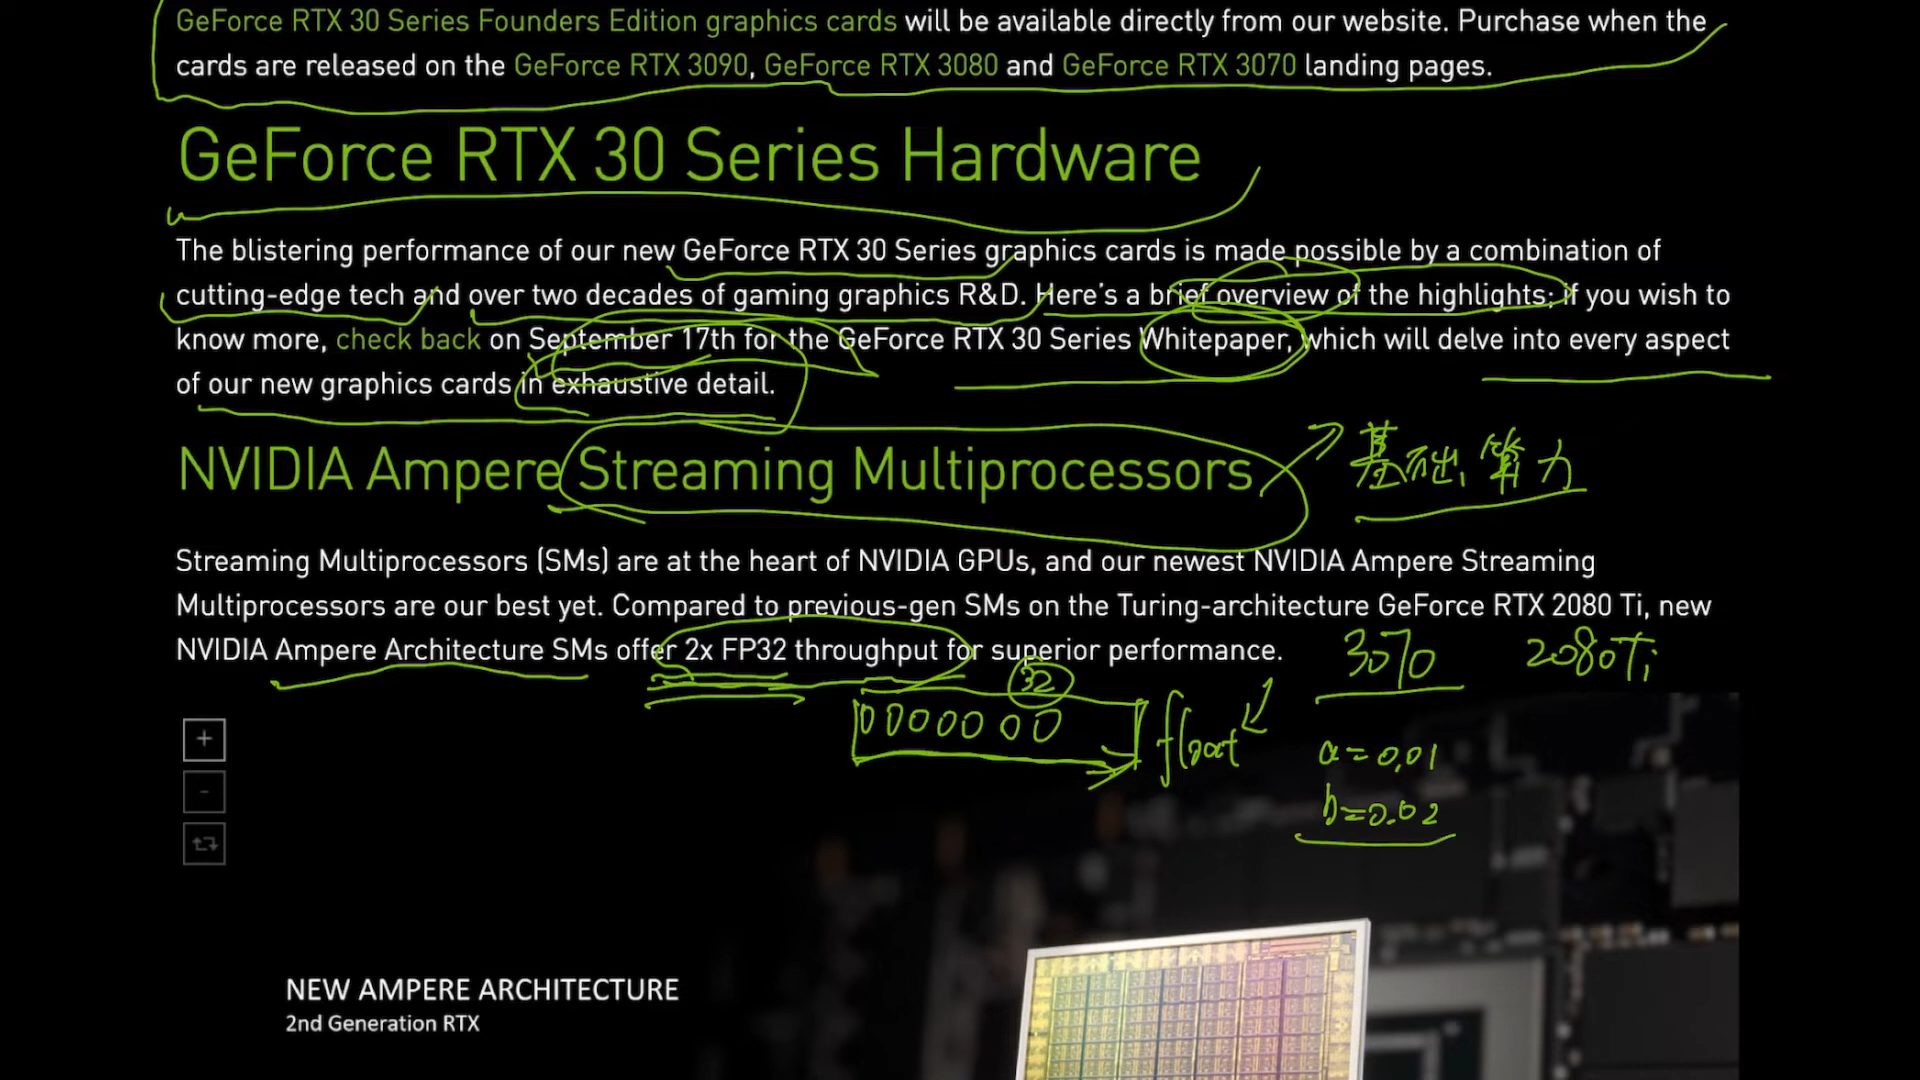 GeForce RTX 30 Series Founders Edition graphics cards will be available directly from our website. Purchase when the
cards are released on the GeForce RTX 3090, GeForce RTX 3080 and GeForce RTX 3070 landing pages.
GeForce RTX 30 Series Hardware
The blistering performance of our new GeForce RTX 30 Series graphics cards is made possible by a combination of
cutting-edge tech and over two decades of gaming graphics R&D. Here's a brief overview of the highlights; if you wish to
know more, check back on September 17th for the GeForce RTX 30 Series Whitepaper, which will delve into every aspect
of our new graphics cards in exhaustive detail.
NVIDIA Ampere Streaming Multiprocessors
基础算力
Streaming Multiprocessors (SMs) are at the heart of NVIDIA GPUs, and our newest NVIDIA Ampere Streaming
Multiprocessors are our best yet. Compared to previous-gen SMs on the Turing-architecture GeForce RTX 2080 Ti, new
NVIDIA Ampere Architecture SMs offer 2x FP32 throughput for superior performance.
3070 2080Ti
32
0000000 float
a=0.01
b=0.02
NEW AMPERE ARCHITECTURE
2nd Generation RTX